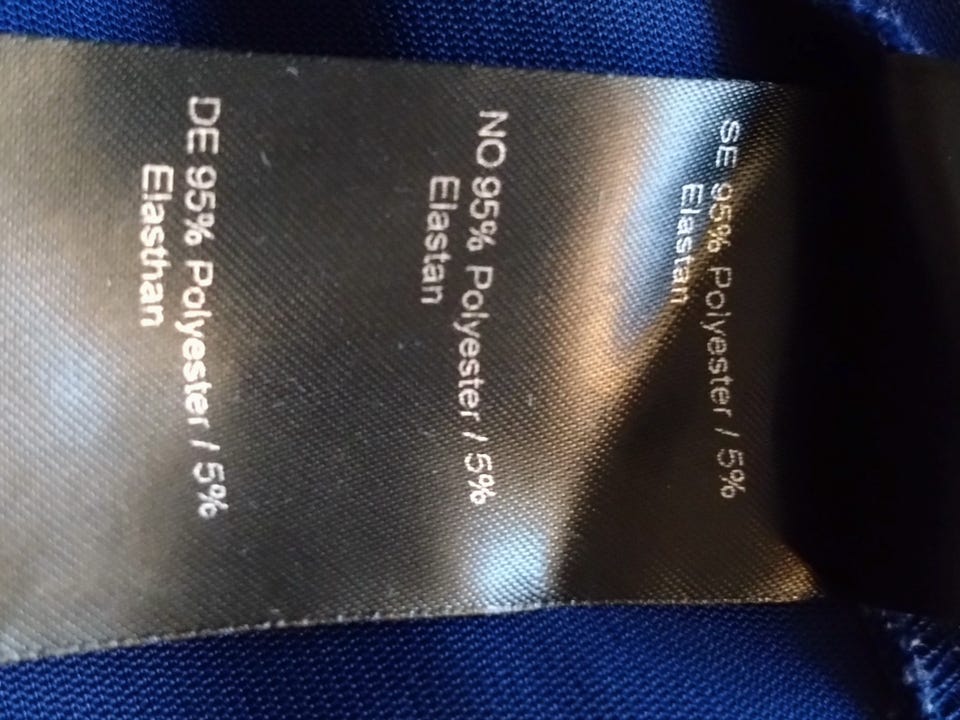 SE 95% Polyester / 5%
Elastan
NO 95% Polyester / 5%
Elastan
DE 95% Polyester / 5%
Elasthan